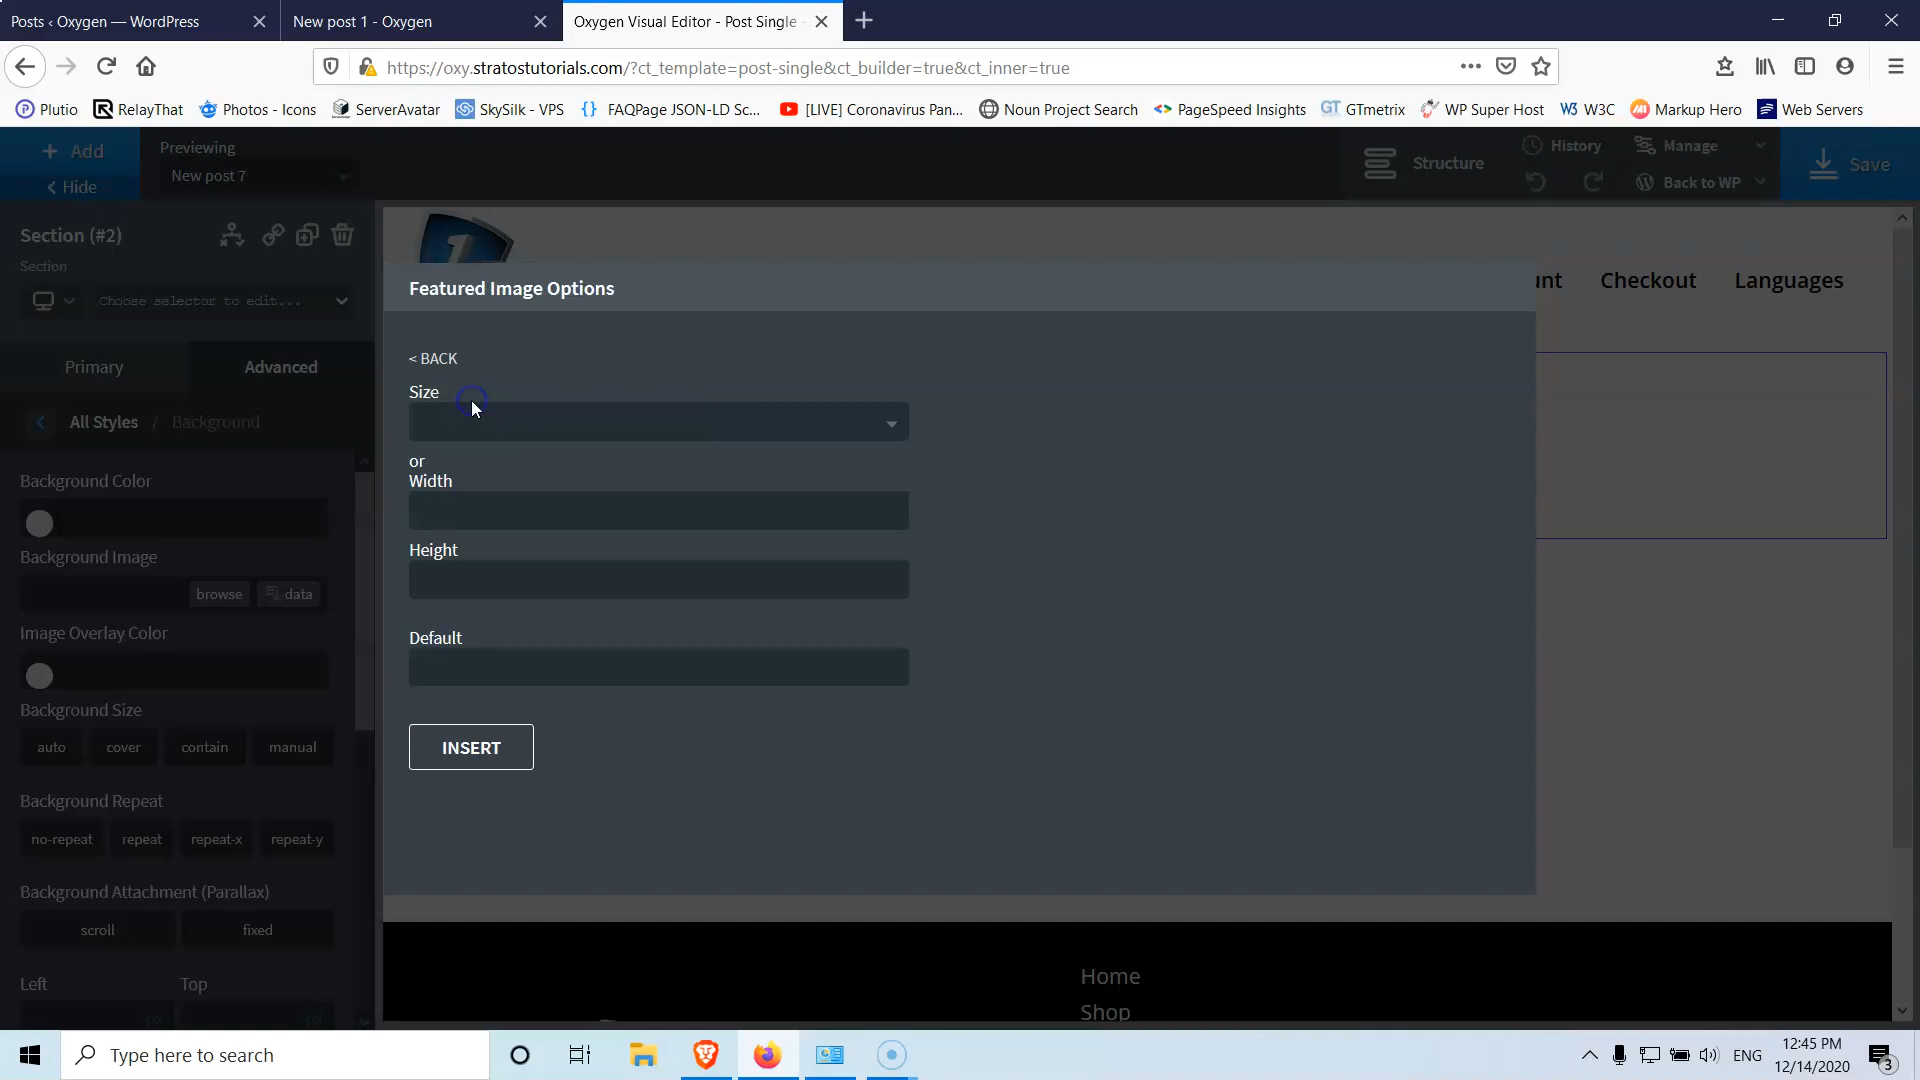 Posts ‹ Oxygen — WordPress
New post 1 - Oxygen
Oxygen Visual Editor - Post Single -
https://oxy.stratostutorials.com/?ct_template=post-single&ct_builder=true&ct_inner=true
Plutio
RelayThat
Photos - Icons
ServerAvatar
SkySilk - VPS
FAQPage JSON-LD Sc...
[LIVE] Coronavirus Pan...
Noun Project Search
PageSpeed Insights
GTmetrix
WP Super Host
W3C
Markup Hero
Web Servers
+ Add
< Hide
Previewing
New post 7
Structure
History
Manage
Back to WP
Save
Section (#2)
Section
Choose selector to edit...
Primary
Advanced
All Styles / Background
Background Color
Background Image
browse
data
Image Overlay Color
Background Size
auto
cover
contain
manual
Background Repeat
no-repeat
repeat
repeat-x
repeat-y
Background Attachment (Parallax)
scroll
fixed
Left
Top
px
px
unt
Checkout
Languages
Featured Image Options
< BACK
Size
or
Width
Height
Default
INSERT
Home
Shop
Type here to search
ENG
12:45 PM
12/14/2020
3